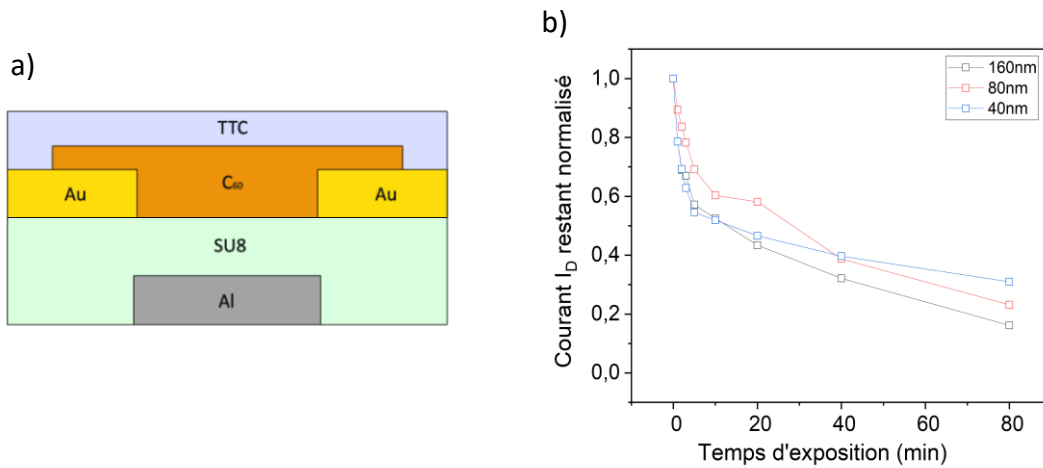 a)
TTC
C₆₀
Au
Au
SU8
Al
b)
Courant I_D restant normalisé
1,0
0,8
0,6
0,4
0,2
0,0
160nm
80nm
40nm
0 20 40 60 80
Temps d'exposition (min)